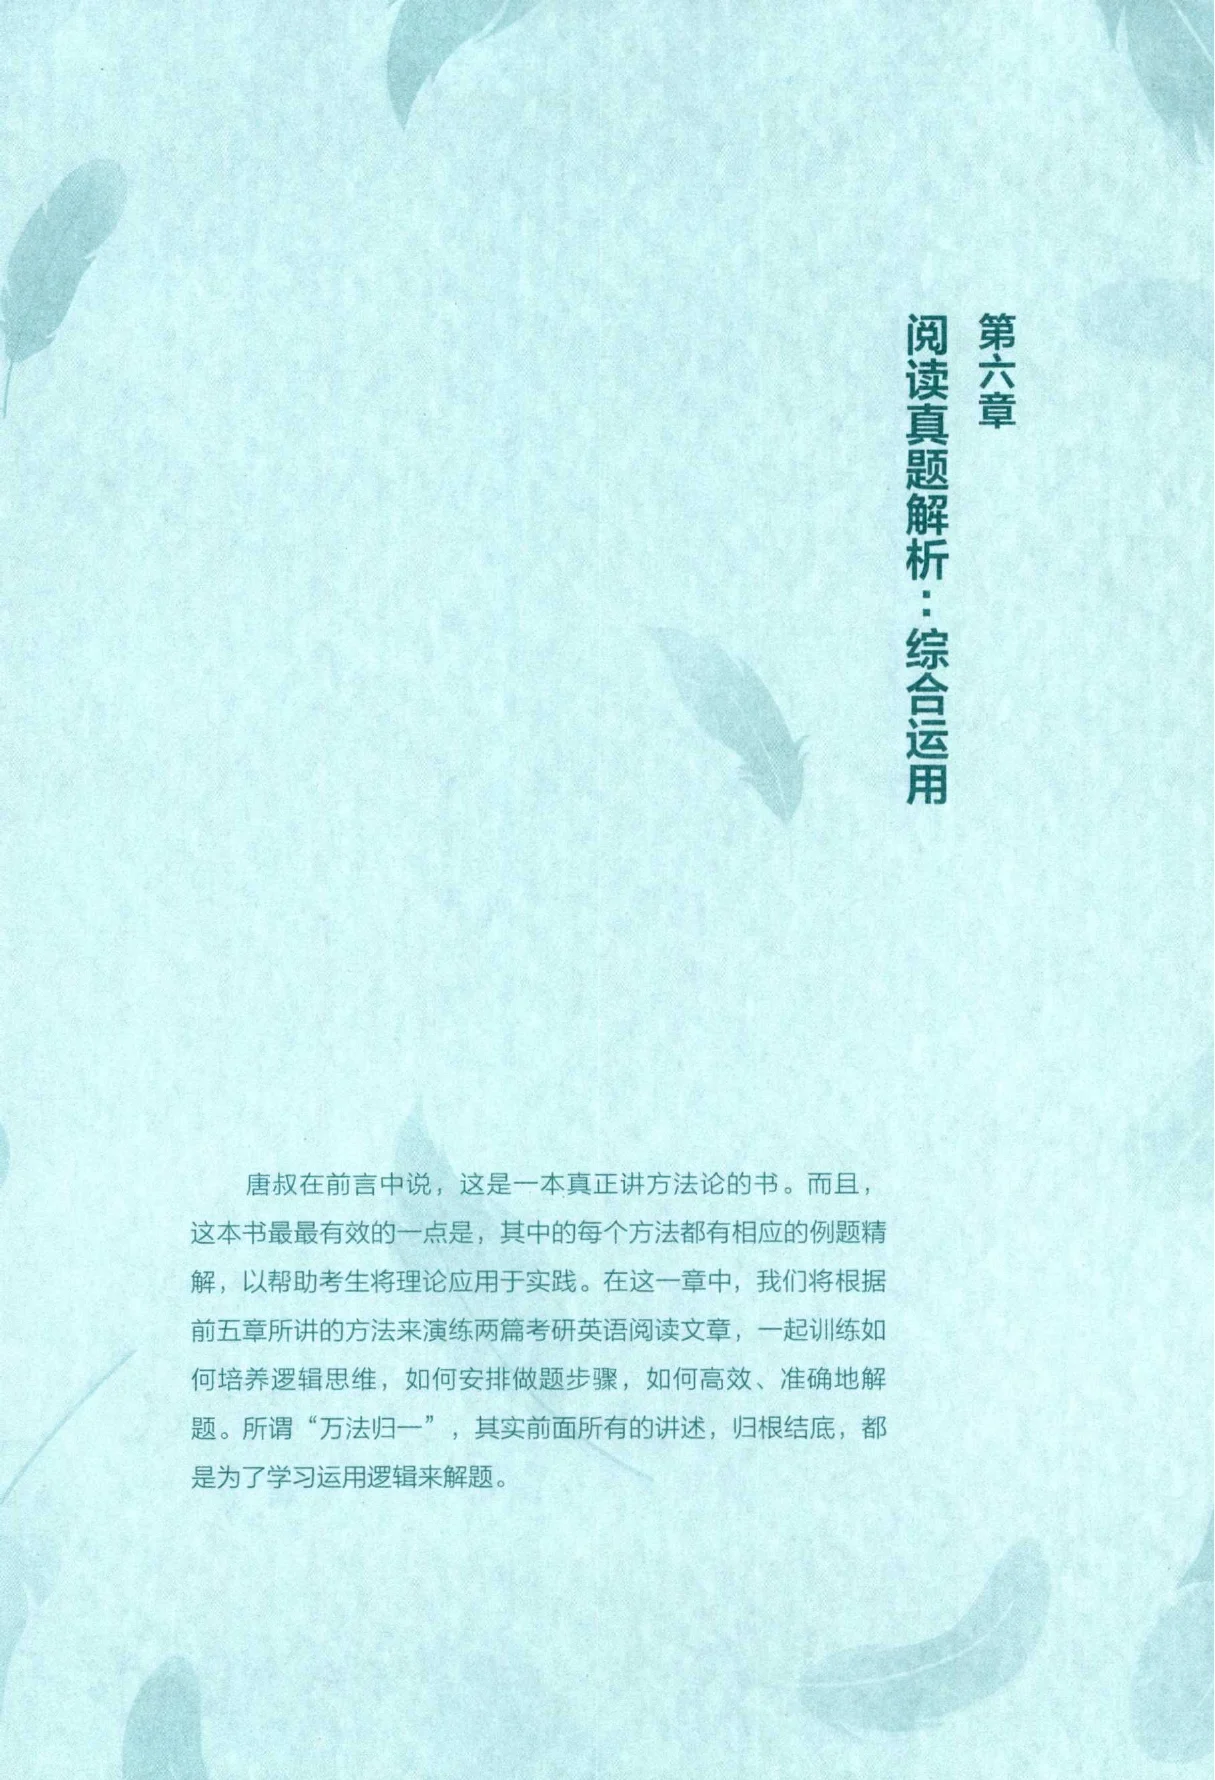 第六章
阅读真题解析：综合运用
唐叔在前言中说，这是一本真正讲方法论的书。而且，
这本书最最有效的一点是，其中的每个方法都有相应的例题精
解，以帮助考生将理论应用于实践。在这一章中，我们将根据
前五章所讲的方法来演练两篇考研英语阅读文章，一起训练如
何培养逻辑思维，如何安排做题步骤，如何高效、准确地解
题。所谓“万法归一”，其实前面所有的讲述，归根结底，都
是为了学习运用逻辑来解题。